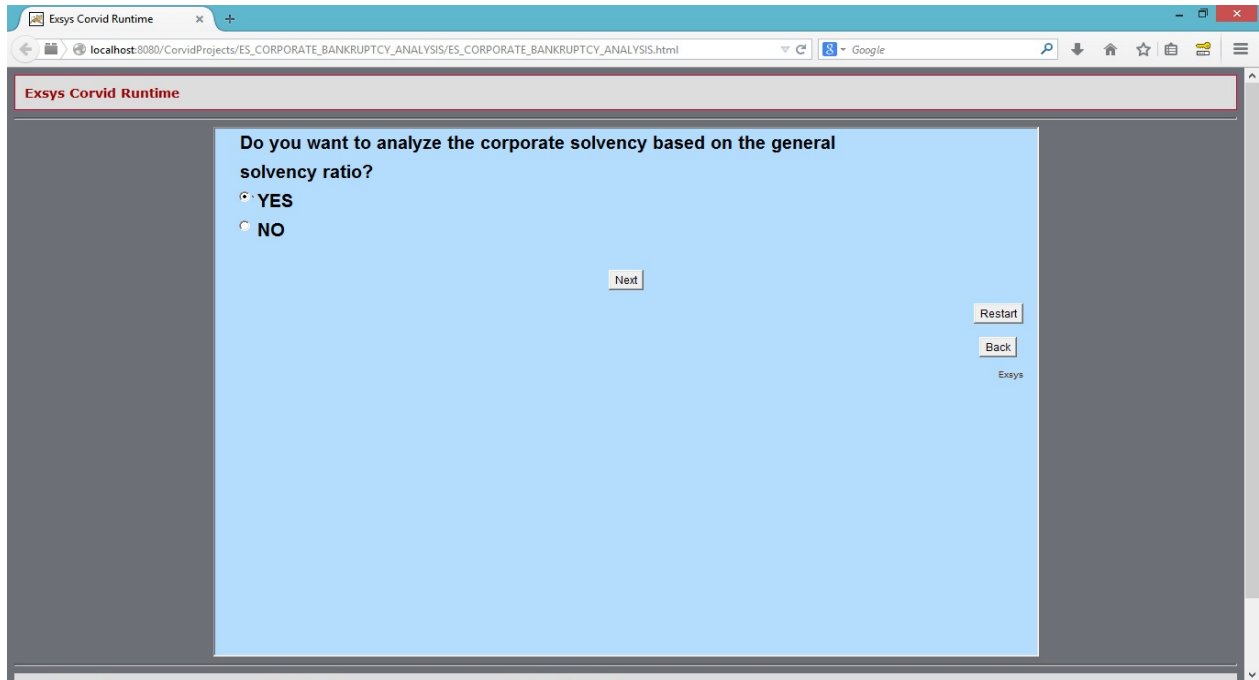 Exsys Corvid Runtime
localhost:8080/CorvidProjects/ES_CORPORATE_BANKRUPTCY_ANALYSIS/ES_CORPORATE_BANKRUPTCY_ANALYSIS.html
Google
Exsys Corvid Runtime
Do you want to analyze the corporate solvency based on the general
solvency ratio?
YES
NO
Next
Restart
Back
Exsys